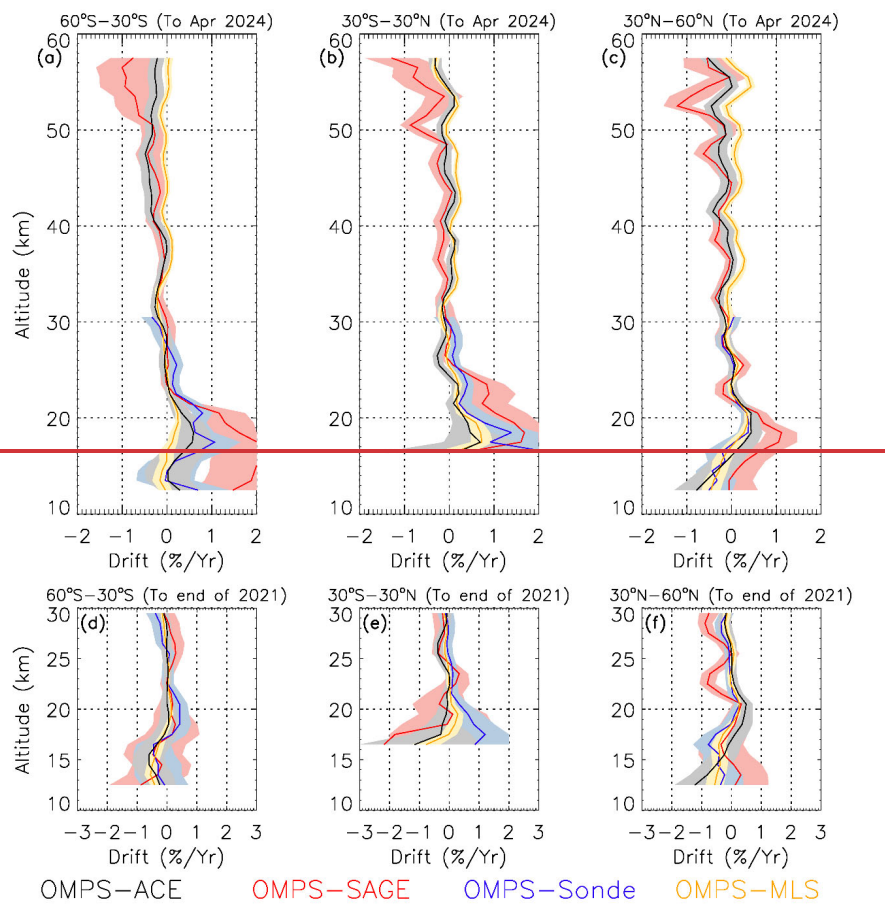 60°S−30°S (To Apr 2024) 30°S−30°N (To Apr 2024) 30°N−60°N (To Apr 2024)
60 60 60
(a) (b) (c)
50 50 50
40 40 40
30 30 30
20 20 20
10 10 10
Altitude (km)
−2 −1 0 1 2 −2 −1 0 1 2 −2 −1 0 1 2
Drift (%/Yr) Drift (%/Yr) Drift (%/Yr)
60°S−30°S (To end of 2021) 30°S−30°N (To end of 2021) 30°N−60°N (To end of 2021)
30 30 30
(d) (e) (f)
25 25 25
20 20 20
15 15 15
10 10 10
Altitude (km)
−3 −2 −1 0 1 2 3 −3 −2 −1 0 1 2 3 −3 −2 −1 0 1 2 3
Drift (%/Yr) Drift (%/Yr) Drift (%/Yr)
OMPS−ACE OMPS−SAGE OMPS−Sonde OMPS−MLS